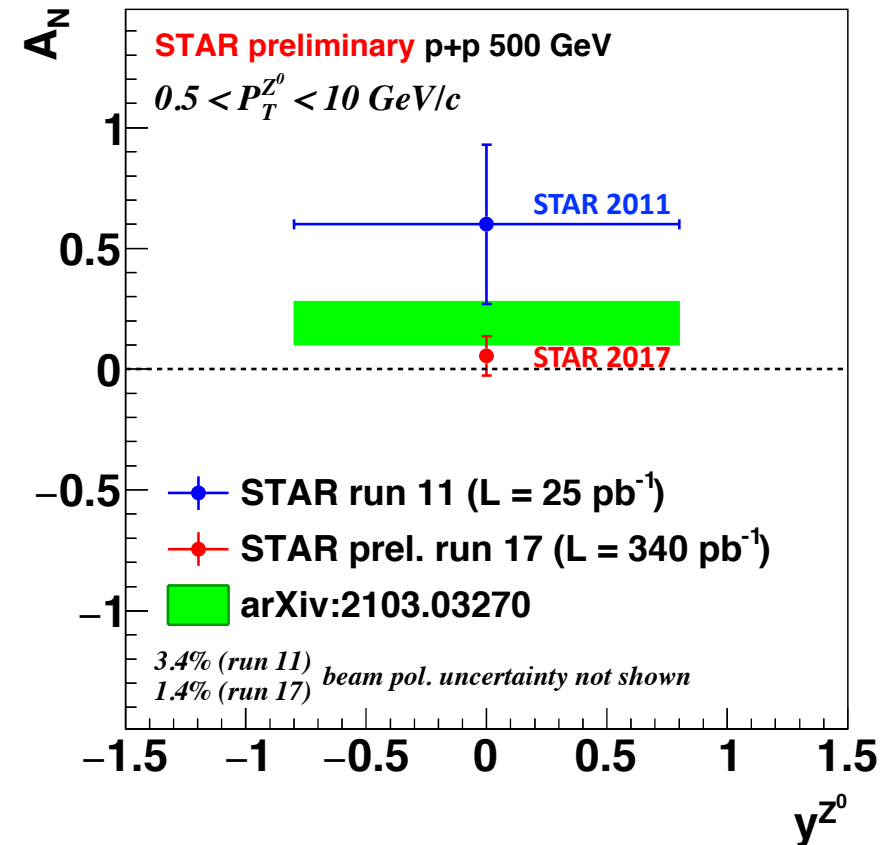 A_N
STAR preliminary p+p 500 GeV
0.5 < P_T^{Z^0} < 10 GeV/c
1
STAR 2011
0.5
STAR 2017
0
−0.5
STAR run 11 (L = 25 pb^{-1})
STAR prel. run 17 (L = 340 pb^{-1})
−1
arXiv:2103.03270
3.4% (run 11)
1.4% (run 17)
beam pol. uncertainty not shown
−1.5 −1 −0.5 0 0.5 1 1.5
y^{Z^0}